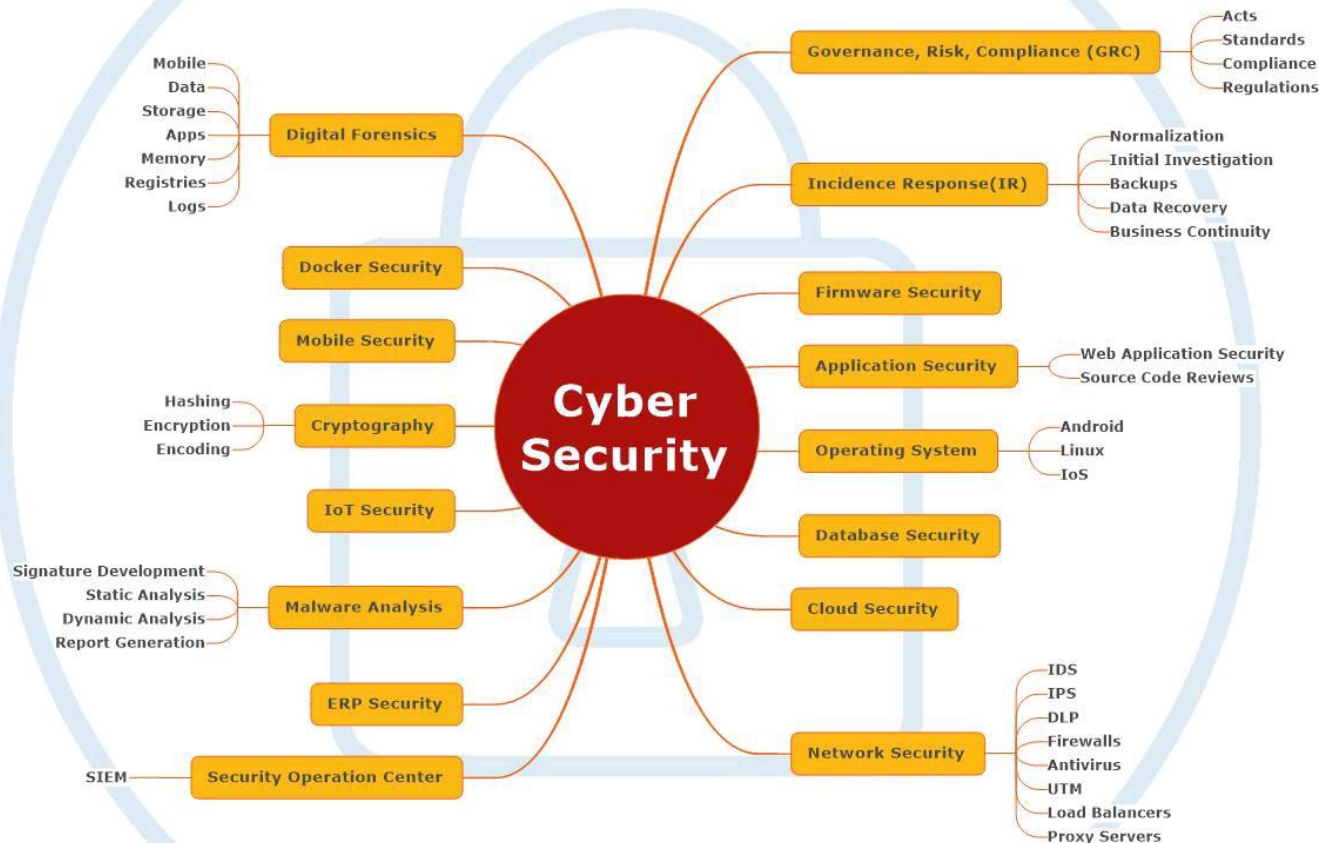 Cyber
Security
Governance, Risk, Compliance (GRC)
Acts
Standards
Compliance
Regulations
Incidence Response(IR)
Normalization
Initial Investigation
Backups
Data Recovery
Business Continuity
Firmware Security
Application Security
Web Application Security
Source Code Reviews
Operating System
Android
Linux
IoS
Database Security
Cloud Security
Network Security
IDS
IPS
DLP
Firewalls
Antivirus
UTM
Load Balancers
Proxy Servers
Digital Forensics
Mobile
Data
Storage
Apps
Memory
Registries
Logs
Docker Security
Mobile Security
Cryptography
Hashing
Encryption
Encoding
IoT Security
Malware Analysis
Signature Development
Static Analysis
Dynamic Analysis
Report Generation
ERP Security
Security Operation Center
SIEM